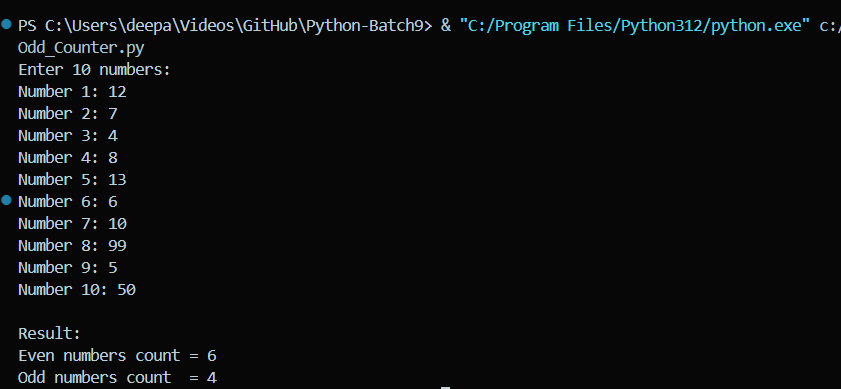 PS C:\Users\deepa\Videos\GitHub\Python-Batch9> & "C:/Program Files/Python312/python.exe" c:/
Odd_Counter.py
Enter 10 numbers:
Number 1: 12
Number 2: 7
Number 3: 4
Number 4: 8
Number 5: 13
Number 6: 6
Number 7: 10
Number 8: 99
Number 9: 5
Number 10: 50

Result:
Even numbers count = 6
Odd numbers count  = 4